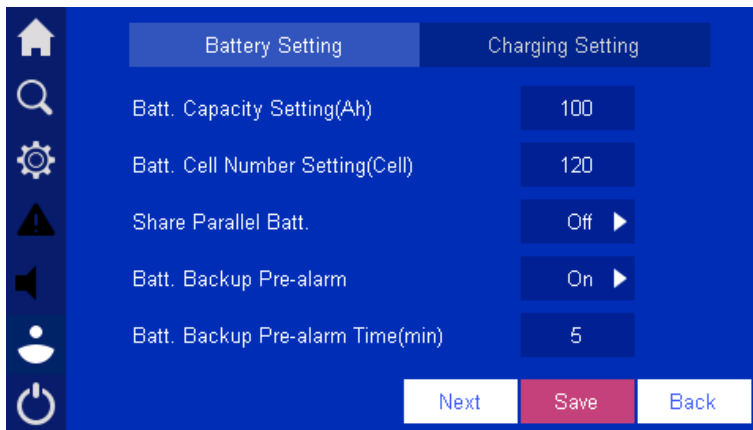 Battery Setting Charging Setting
Batt. Capacity Setting(Ah) 100
Batt. Cell Number Setting(Cell) 120
Share Parallel Batt. Off
Batt. Backup Pre-alarm On
Batt. Backup Pre-alarm Time(min) 5
Next Save Back